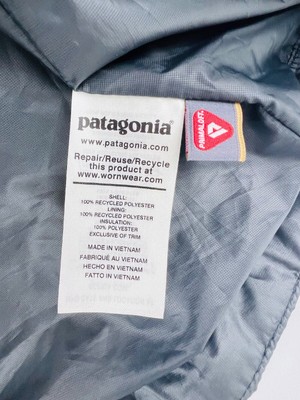 patagonia®
www.patagonia.com
Repair/Reuse/Recycle
this product at
www.wornwear.com
SHELL:
100% RECYCLED POLYESTER
LINING:
100% RECYCLED POLYESTER
INSULATION:
100% POLYESTER
EXCLUSIVE OF TRIM
MADE IN VIETNAM
FABRIQUÉ AU VIETNAM
HECHO EN VIETNAM
FATTO IN VIETNAM
PRIMALOFT